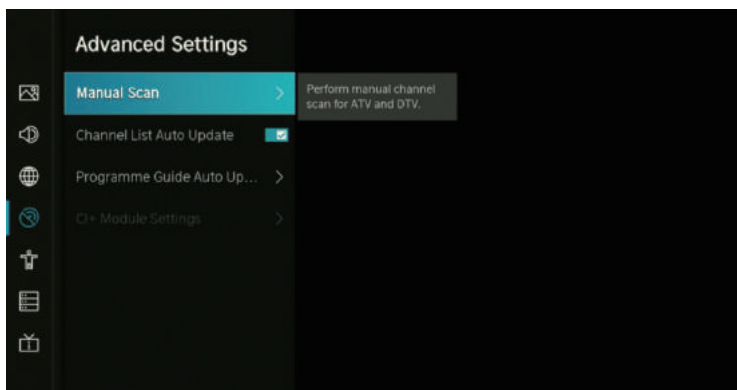 Advanced Settings
Manual Scan
Perform manual channel
scan for ATV and DTV.
Channel List Auto Update
Programme Guide Auto Up...
CI+ Module Settings